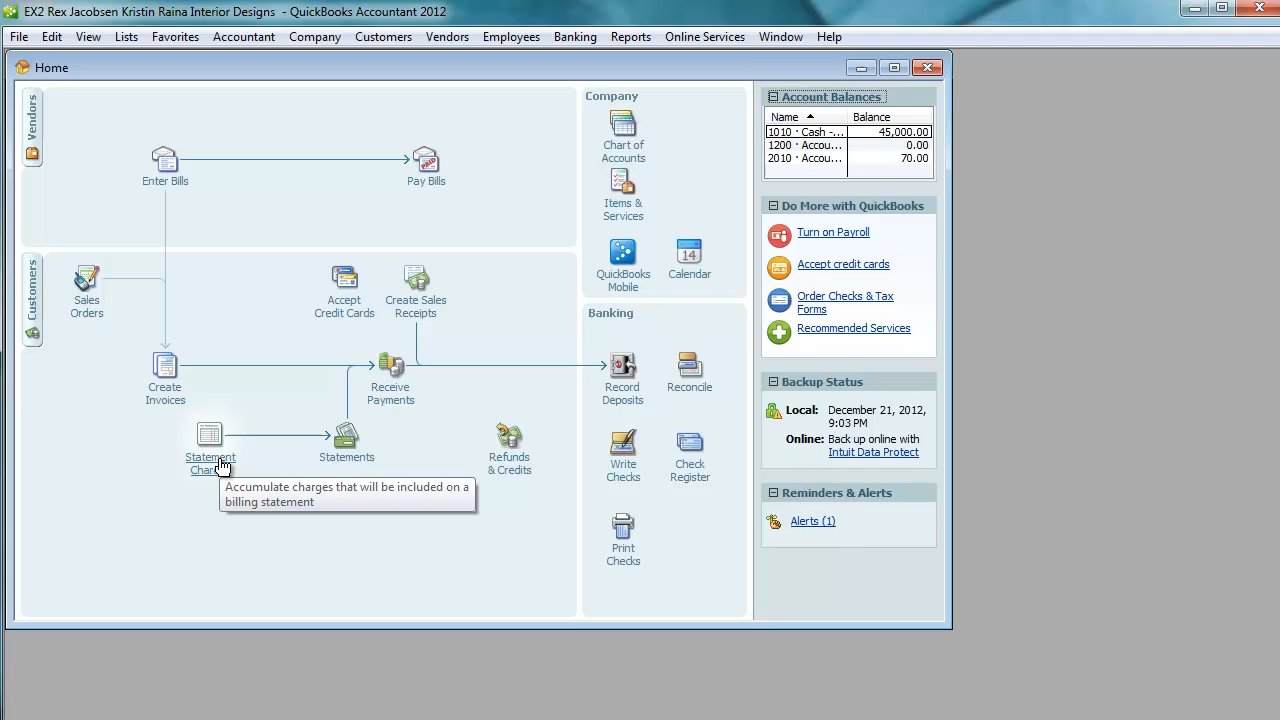 EX2 Rex Jacobsen Kristin Raina Interior Designs - QuickBooks Accountant 2012
File Edit View Lists Favorites Accountant Company Customers Vendors Employees Banking Reports Online Services Window Help
Home
Vendors
Enter Bills
Pay Bills
Customers
Sales
Orders
Accept
Credit Cards
Create Sales
Receipts
Create
Invoices
Receive
Payments
Statement
Statements
Refunds
& Credits
Accumulate charges that will be included on a
billing statement
Company
Chart of
Accounts
Items &
Services
QuickBooks
Mobile
14
Calendar
Banking
Record
Deposits
Reconcile
Write
Checks
Check
Register
Print
Checks
Account Balances
Name Balance
1010 · Cash -... 45,000.00
1200 · Accou... 0.00
2010 · Accou... 70.00
Do More with QuickBooks
Turn on Payroll
Accept credit cards
Order Checks & Tax
Forms
Recommended Services
Backup Status
Local: December 21, 2012,
9:03 PM
Online: Back up online with
Intuit Data Protect
Reminders & Alerts
Alerts (1)